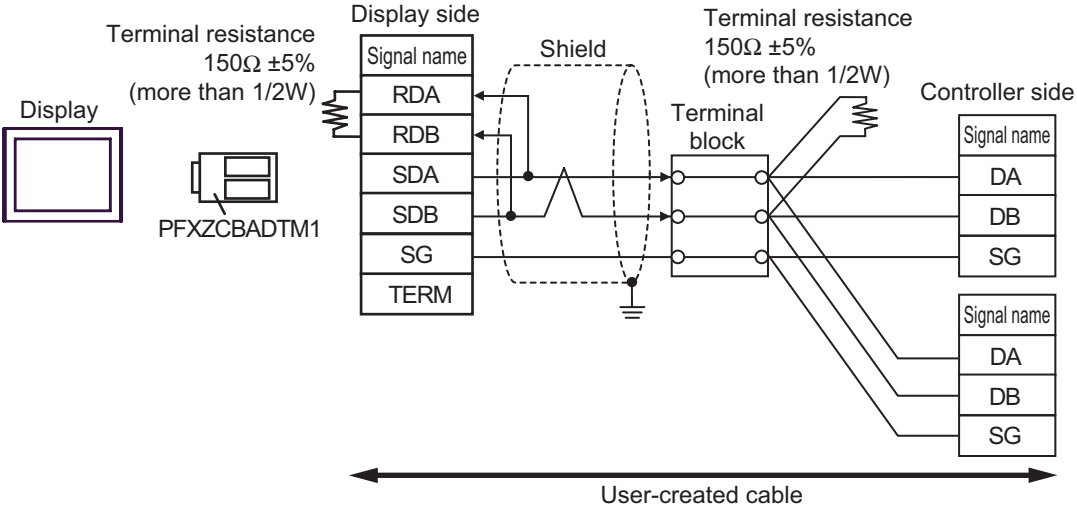 Display side
Terminal resistance
150Ω ±5%
(more than 1/2W)
Display
PFXZCBADTM1
Signal name
RDA
RDB
SDA
SDB
SG
TERM
Shield
Terminal resistance
150Ω ±5%
(more than 1/2W)
Terminal
block
Controller side
Signal name
DA
DB
SG
Signal name
DA
DB
SG
User-created cable